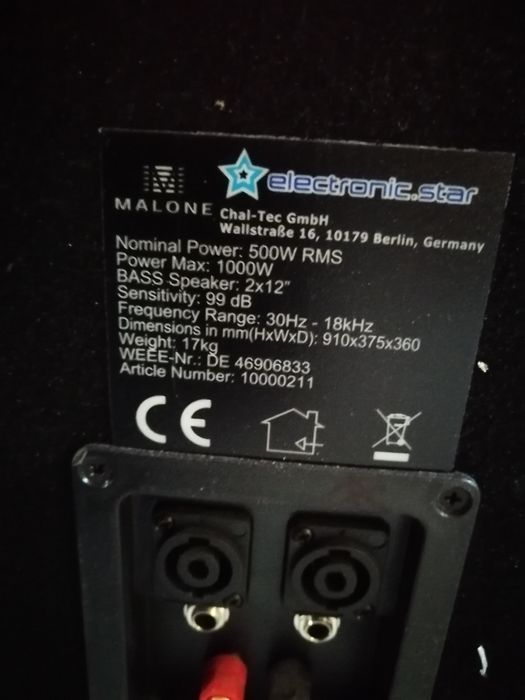 electronic.star
MALONE
Chal-Tec GmbH
Wallstraße 16, 10179 Berlin, Germany
Nominal Power: 500W RMS
Power Max: 1000W
BASS Speaker: 2x12"
Sensitivity: 99 dB
Frequency Range: 30Hz - 18kHz
Dimensions in mm(HxWxD): 910x375x360
Weight: 17kg
WEEE-Nr.: DE 46906833
Article Number: 10000211
CE